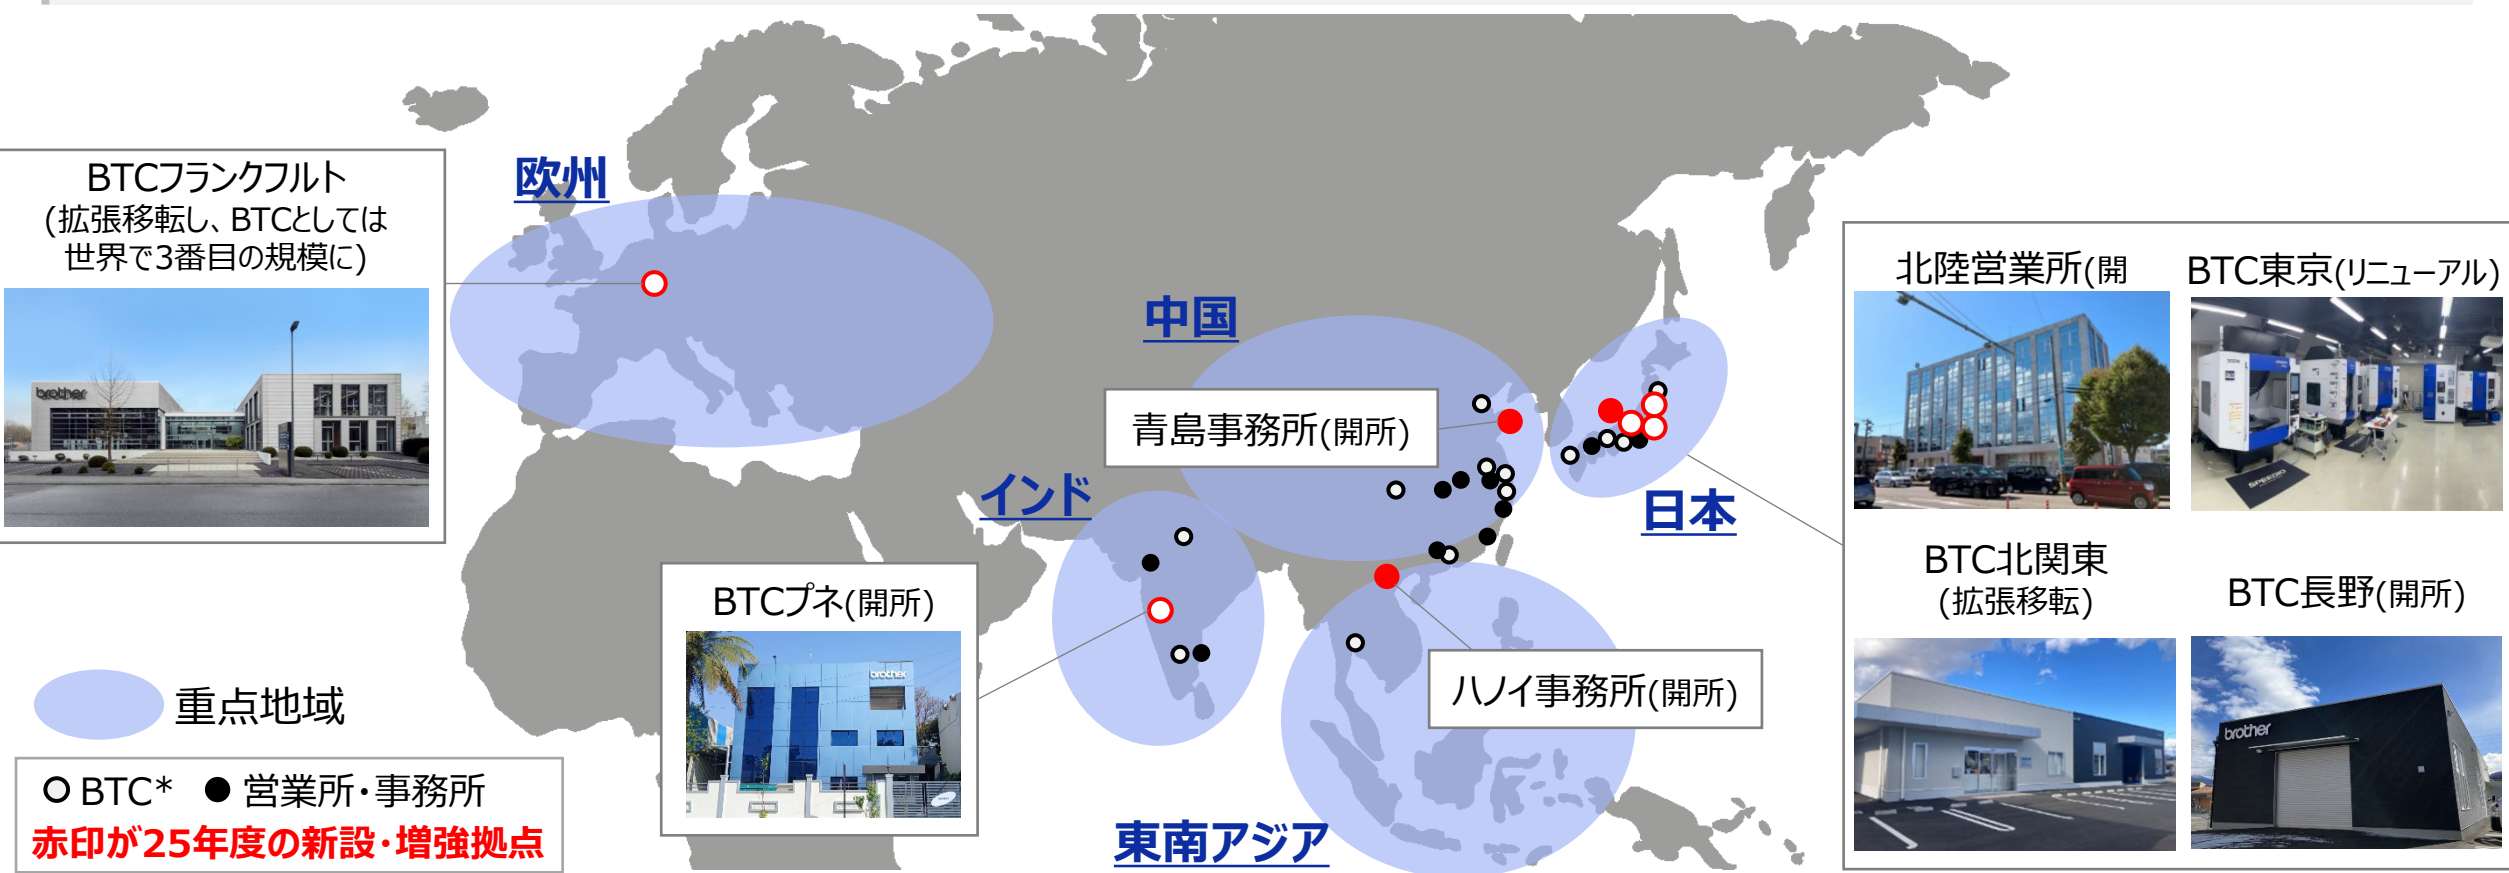 BTCフランクフルト
(拡張移転し、BTCとしては
世界で3番目の規模に)
brother
欧州
中国
青島事務所(開所)
インド
BTCプネ(開所)
brother
ハノイ事務所(開所)
東南アジア
日本
北陸営業所(開
BTC東京(リニューアル)
SPEEDIO
BTC北関東
(拡張移転)
BTC長野(開所)
brother
重点地域
BTC* 営業所・事務所
赤印が25年度の新設・増強拠点